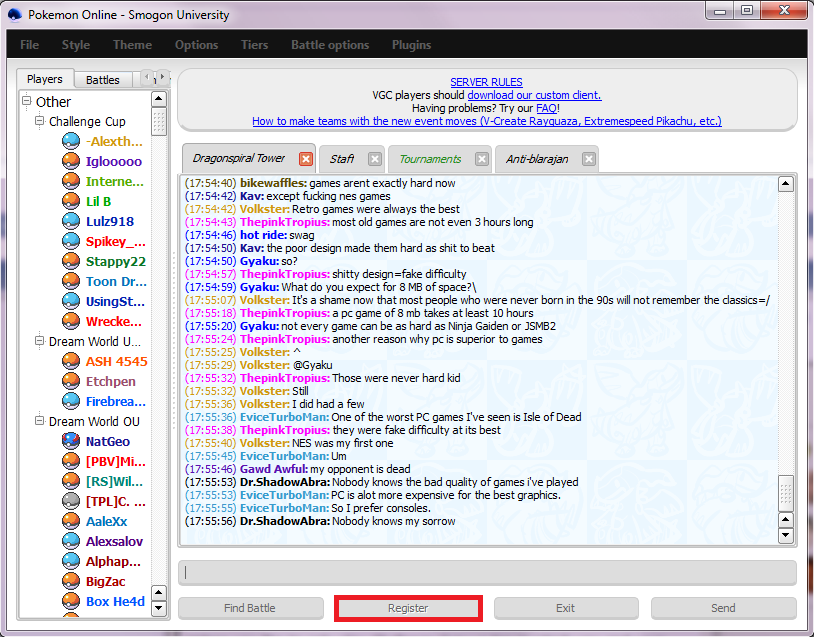 Pokemon Online - Smogon University
File Style Theme Options Tiers Battle options Plugins
Players Battles
Other
Challenge Cup
-Alexth...
Iglooooo
Interne...
Lil B
Lulz918
Spikey_...
Stappy22
Toon Dr...
UsingSt...
Wrecke...
Dream World U...
ASH 4545
Etchpen
Firebrea...
Dream World OU
NatGeo
[PBV]Mi...
[RS]Wil...
[TPL]C. ...
AaleXx
Alexsalov
Alphap...
BigZac
Box He4d
SERVER RULES
VGC players should download our custom client.
Having problems? Try our FAQ!
How to make teams with the new event moves (V-Create Rayquaza, Extremespeed Pikachu, etc.)
Dragonspiral Tower Staff Tournaments Anti-blarajan
(17:54:40) bikewaffles: games arent exactly hard now
(17:54:42) Kav: except fucking nes games
(17:54:42) Volkster: Retro games were always the best
(17:54:43) ThepinkTropius: most old games are not even 3 hours long
(17:54:46) hot ride: swag
(17:54:50) Kav: the poor design made them hard as shit to beat
(17:54:50) Gyaku: so?
(17:54:57) ThepinkTropius: shitty design=fake difficulty
(17:54:59) Gyaku: What do you expect for 8 MB of space?\
(17:55:07) Volkster: It's a shame now that most people who were never born in the 90s will not remember the classics=/
(17:55:18) ThepinkTropius: a pc game of 8 mb takes at least 10 hours
(17:55:20) Gyaku: not every game can be as hard as Ninja Gaiden or JSMB2
(17:55:24) ThepinkTropius: another reason why pc is superior to games
(17:55:25) Volkster: ^
(17:55:29) Volkster: @Gyaku
(17:55:32) ThepinkTropius: Those were never hard kid
(17:55:32) Volkster: Still
(17:55:36) Volkster: I did had a few
(17:55:36) EviceTurboMan: One of the worst PC games I've seen is Isle of Dead
(17:55:38) ThepinkTropius: they were fake difficulty at its best
(17:55:40) Volkster: NES was my first one
(17:55:45) EviceTurboMan: Um
(17:55:46) Gawd Awful: my opponent is dead
(17:55:53) Dr.ShadowAbra: Nobody knows the bad quality of games i've played
(17:55:53) EviceTurboMan: PC is alot more expensive for the best graphics.
(17:55:55) EviceTurboMan: So I prefer consoles.
(17:55:56) Dr.ShadowAbra: Nobody knows my sorrow
Find Battle Register Exit Send